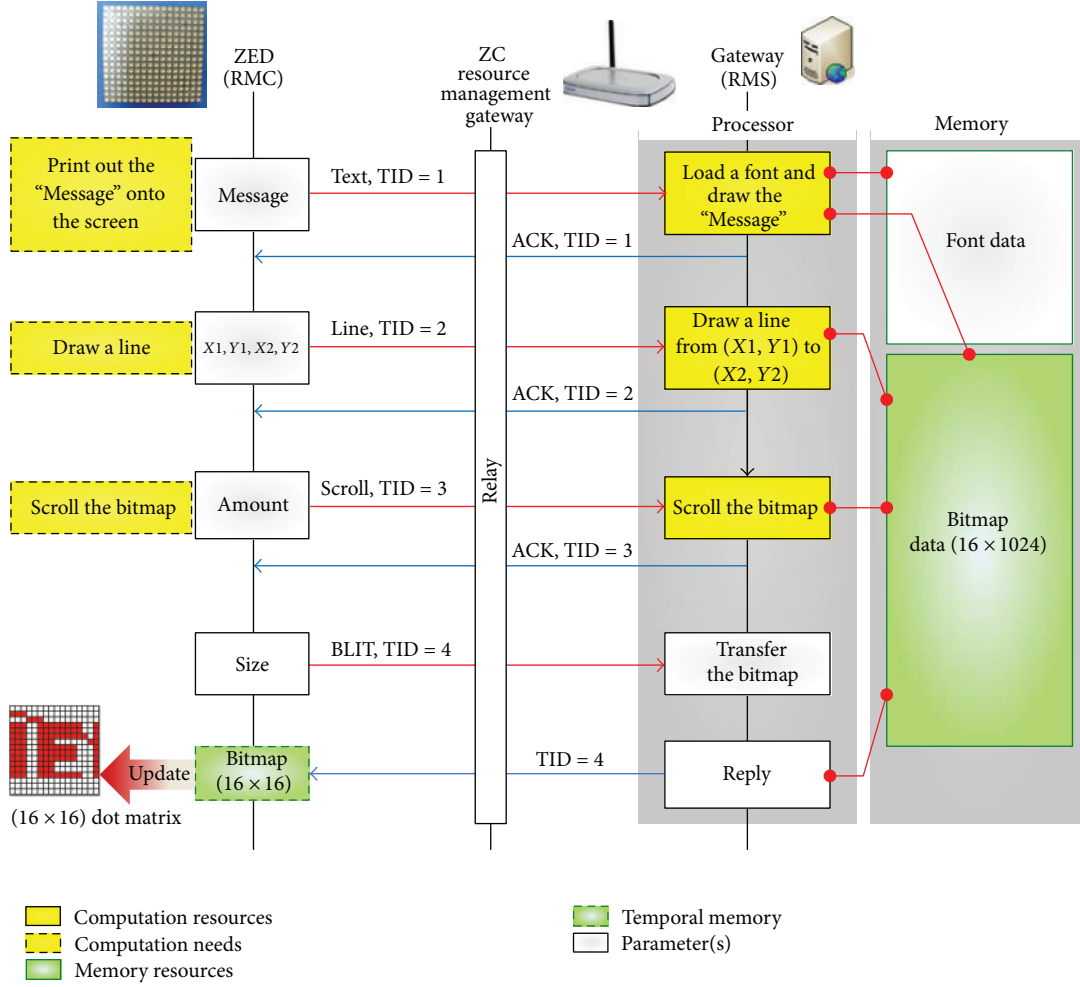 ZED
(RMC)
ZC
resource
management
gateway
Gateway
(RMS)
Processor
Memory
Print out the
“Message” onto
the screen
Message
Text, TID = 1
Load a font and
draw the
“Message”
Font data
ACK, TID = 1
Draw a line
X1, Y1, X2, Y2
Line, TID = 2
Draw a line
from (X1, Y1) to
(X2, Y2)
ACK, TID = 2
Relay
Scroll the bitmap
Amount
Scroll, TID = 3
Scroll the bitmap
Bitmap
data (16 × 1024)
ACK, TID = 3
Size
BLIT, TID = 4
Transfer
the bitmap
Update
Bitmap
(16 × 16)
TID = 4
Reply
(16 × 16) dot matrix
Computation resources
Computation needs
Memory resources
Temporal memory
Parameter(s)